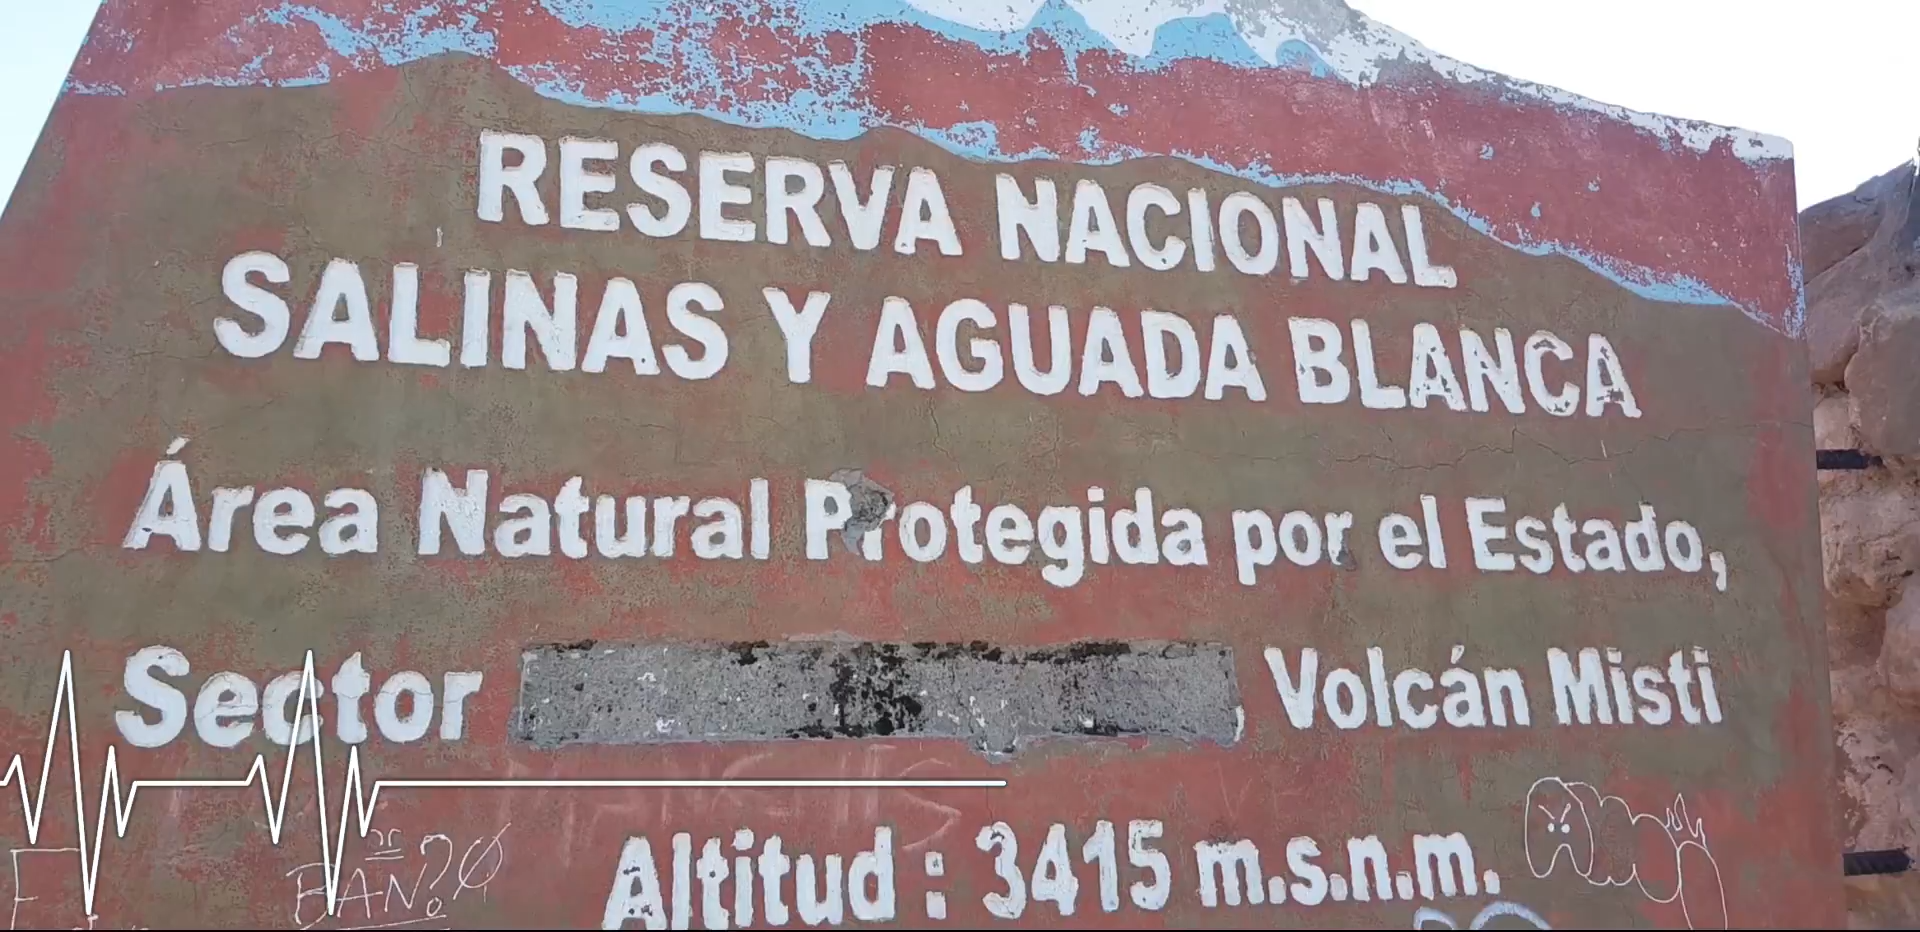 RESERVA NACIONAL
SALINAS Y AGUADA BLANCA
Área Natural Protegida por el Estado,
Sector Volcán Misti
Altitud : 3415 m.s.n.m.